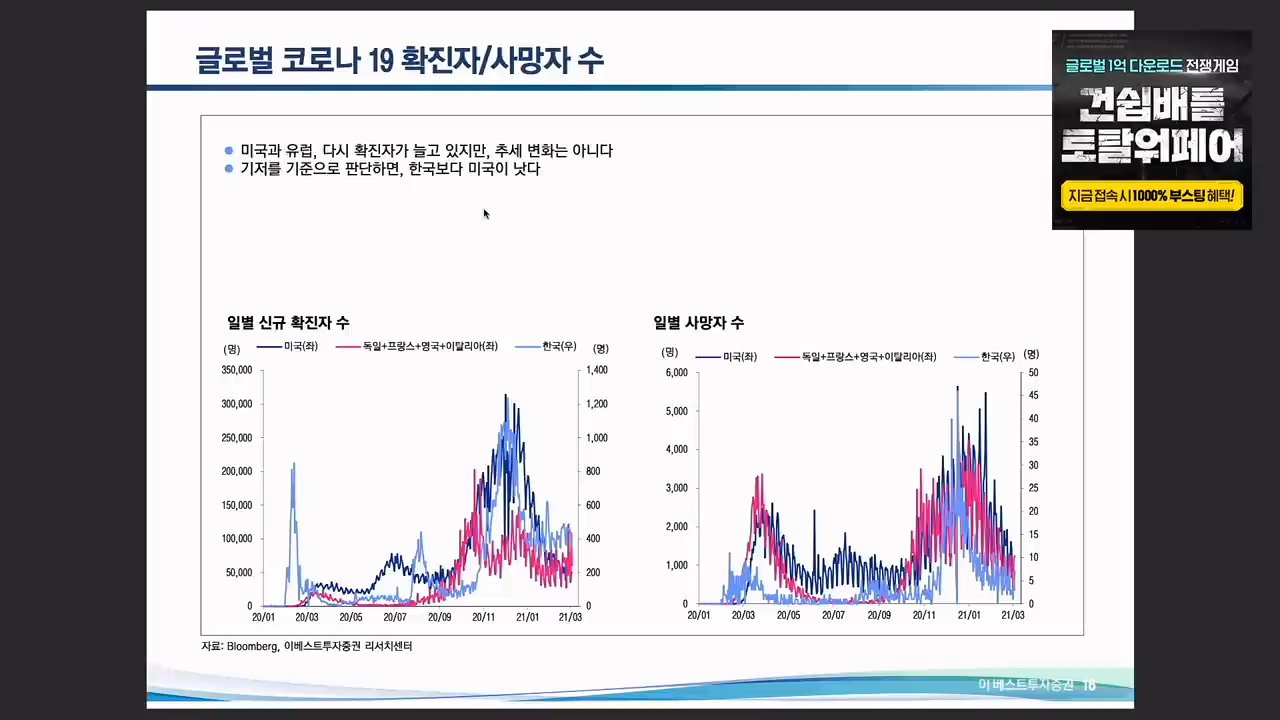 글로벌 코로나 19 확진자/사망자 수
글로벌 1억 다운로드 전쟁게임
건쉽배틀
토탈워페어
지금 접속 시 1000% 부스팅 혜택!
미국과 유럽, 다시 확진자가 늘고 있지만, 추세 변화는 아니다
기저를 기준으로 판단하면, 한국보다 미국이 낫다
일별 신규 확진자 수
(명) 미국(좌) 독일+프랑스+영국+이탈리아(좌) 한국(우) (명)
350,000 1,400
300,000 1,200
250,000 1,000
200,000 800
150,000 600
100,000 400
50,000 200
0 0
20/01 20/03 20/05 20/07 20/09 20/11 21/01 21/03
일별 사망자 수
(명) 미국(좌) 독일+프랑스+영국+이탈리아(좌) 한국(우) (명)
6,000 50
45
5,000 40
4,000 35
30
3,000 25
2,000 20
15
1,000 10
5
0 0
20/01 20/03 20/05 20/07 20/09 20/11 21/01 21/03
자료: Bloomberg, 이베스트투자증권 리서치센터
이베스트투자증권 16